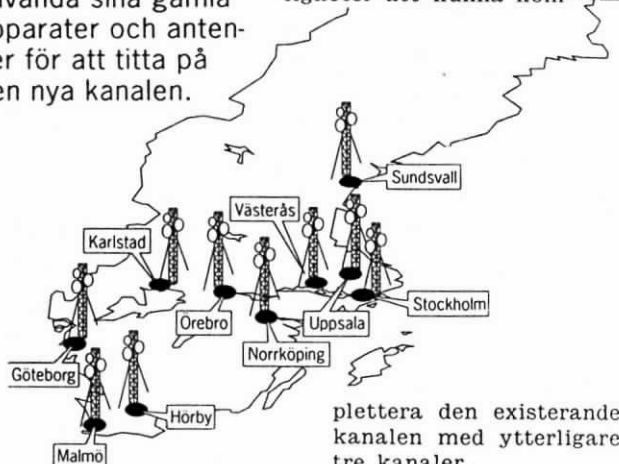 använda sina gamla
apparater och anten-
ner för att titta på
den nya kanalen.
Sundsvall
Västerås
Karlstad
Stockholm
Örebro
Uppsala
Norrköping
Göteborg
Hörby
Malmö
plettera den existerande
kanalen med ytterligare
tre kanaler